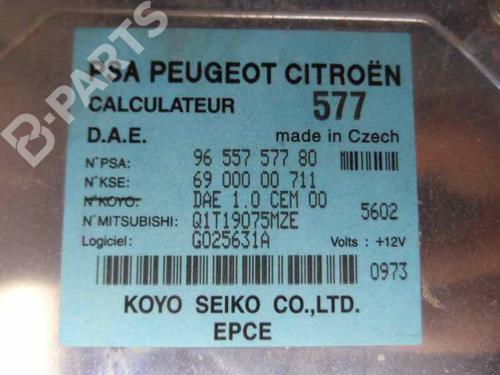 B-PARTS
PSA PEUGEOT CITROËN
CALCULATEUR 577
D.A.E. made in Czech
N°PSA: 96 557 577 80
N°KSE: 69 000 00 711
N°KOYO: DAE 1.0 CEM 00
N°MITSUBISHI: Q1T19075MZE 5602
Logiciel: G025631A Volts : +12V
0973
KOYO SEIKO CO.,LTD.
EPCE